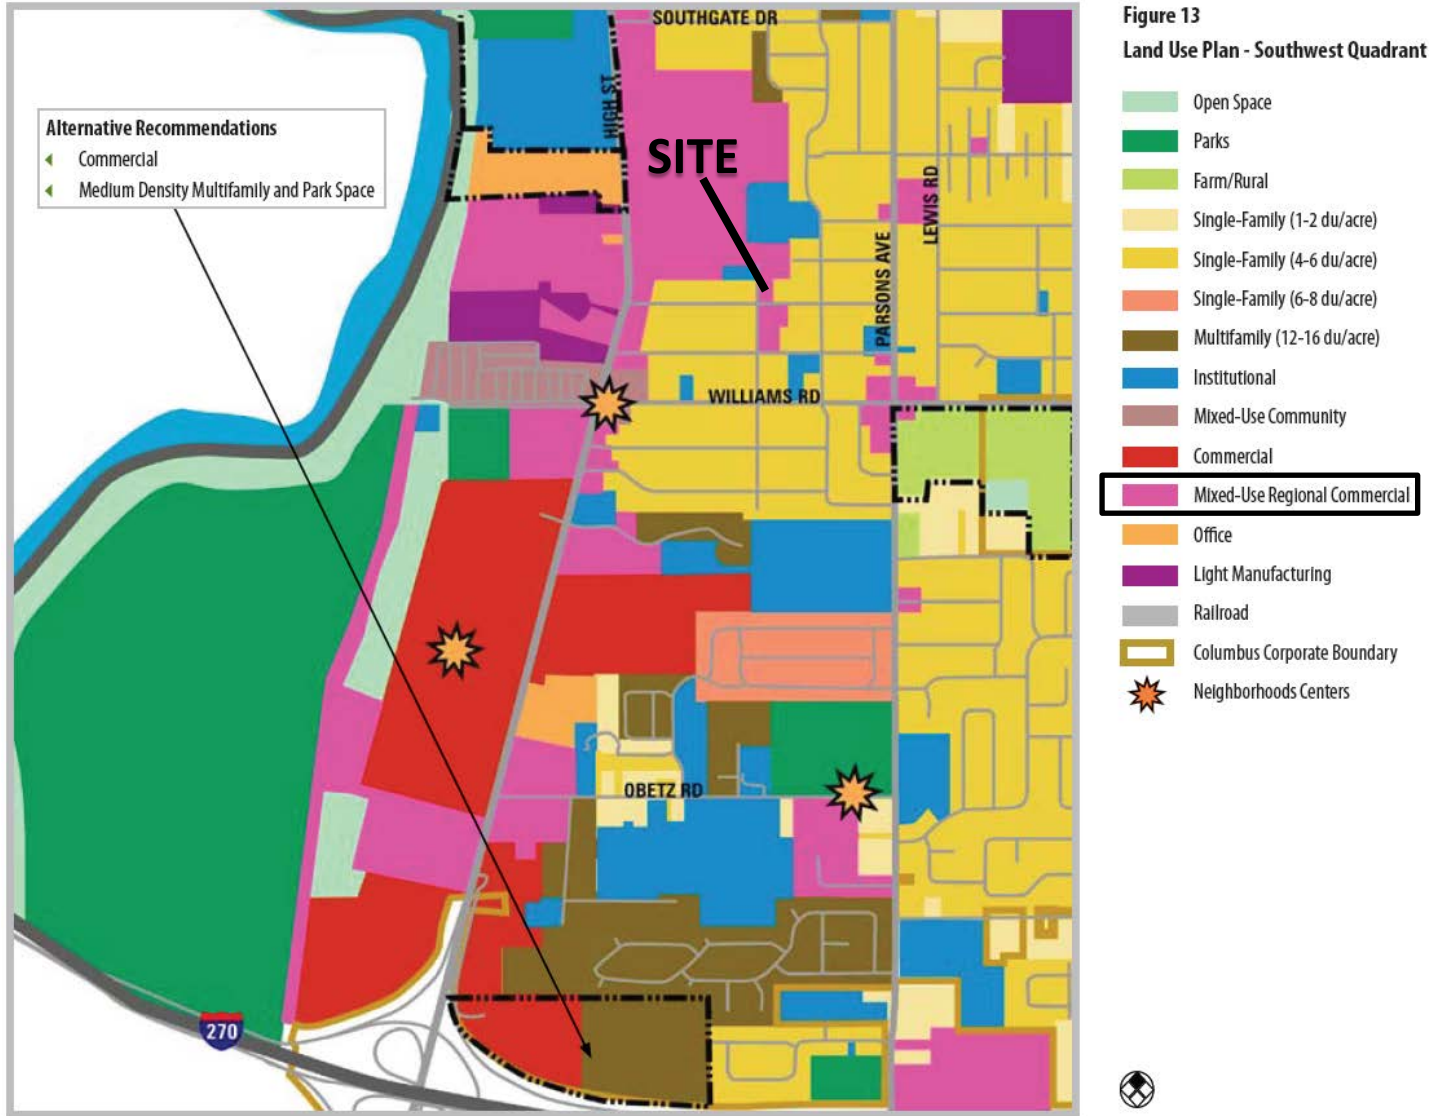 Figure 13
Land Use Plan - Southwest Quadrant
SOUTHGATE DR
HIGH ST
Alternative Recommendations
Commercial
Medium Density Multifamily and Park Space
SITE
LEWIS RD
PARSONS AVE
WILLIAMS RD
OBETZ RD
270
Open Space
Parks
Farm/Rural
Single-Family (1-2 du/acre)
Single-Family (4-6 du/acre)
Single-Family (6-8 du/acre)
Multifamily (12-16 du/acre)
Institutional
Mixed-Use Community
Commercial
Mixed-Use Regional Commercial
Office
Light Manufacturing
Railroad
Columbus Corporate Boundary
Neighborhoods Centers